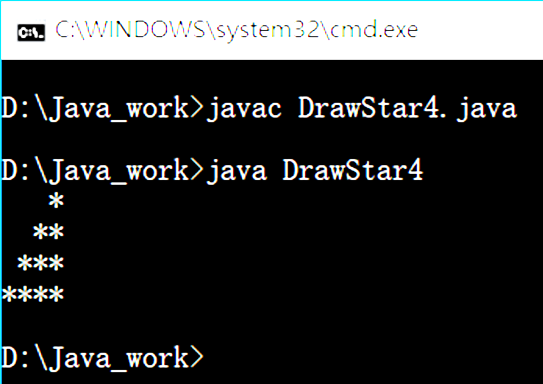 C:\WINDOWS\system32\cmd.exe
D:\Java_work>javac DrawStar4.java
D:\Java_work>java DrawStar4
   *
  **
 ***
****
D:\Java_work>